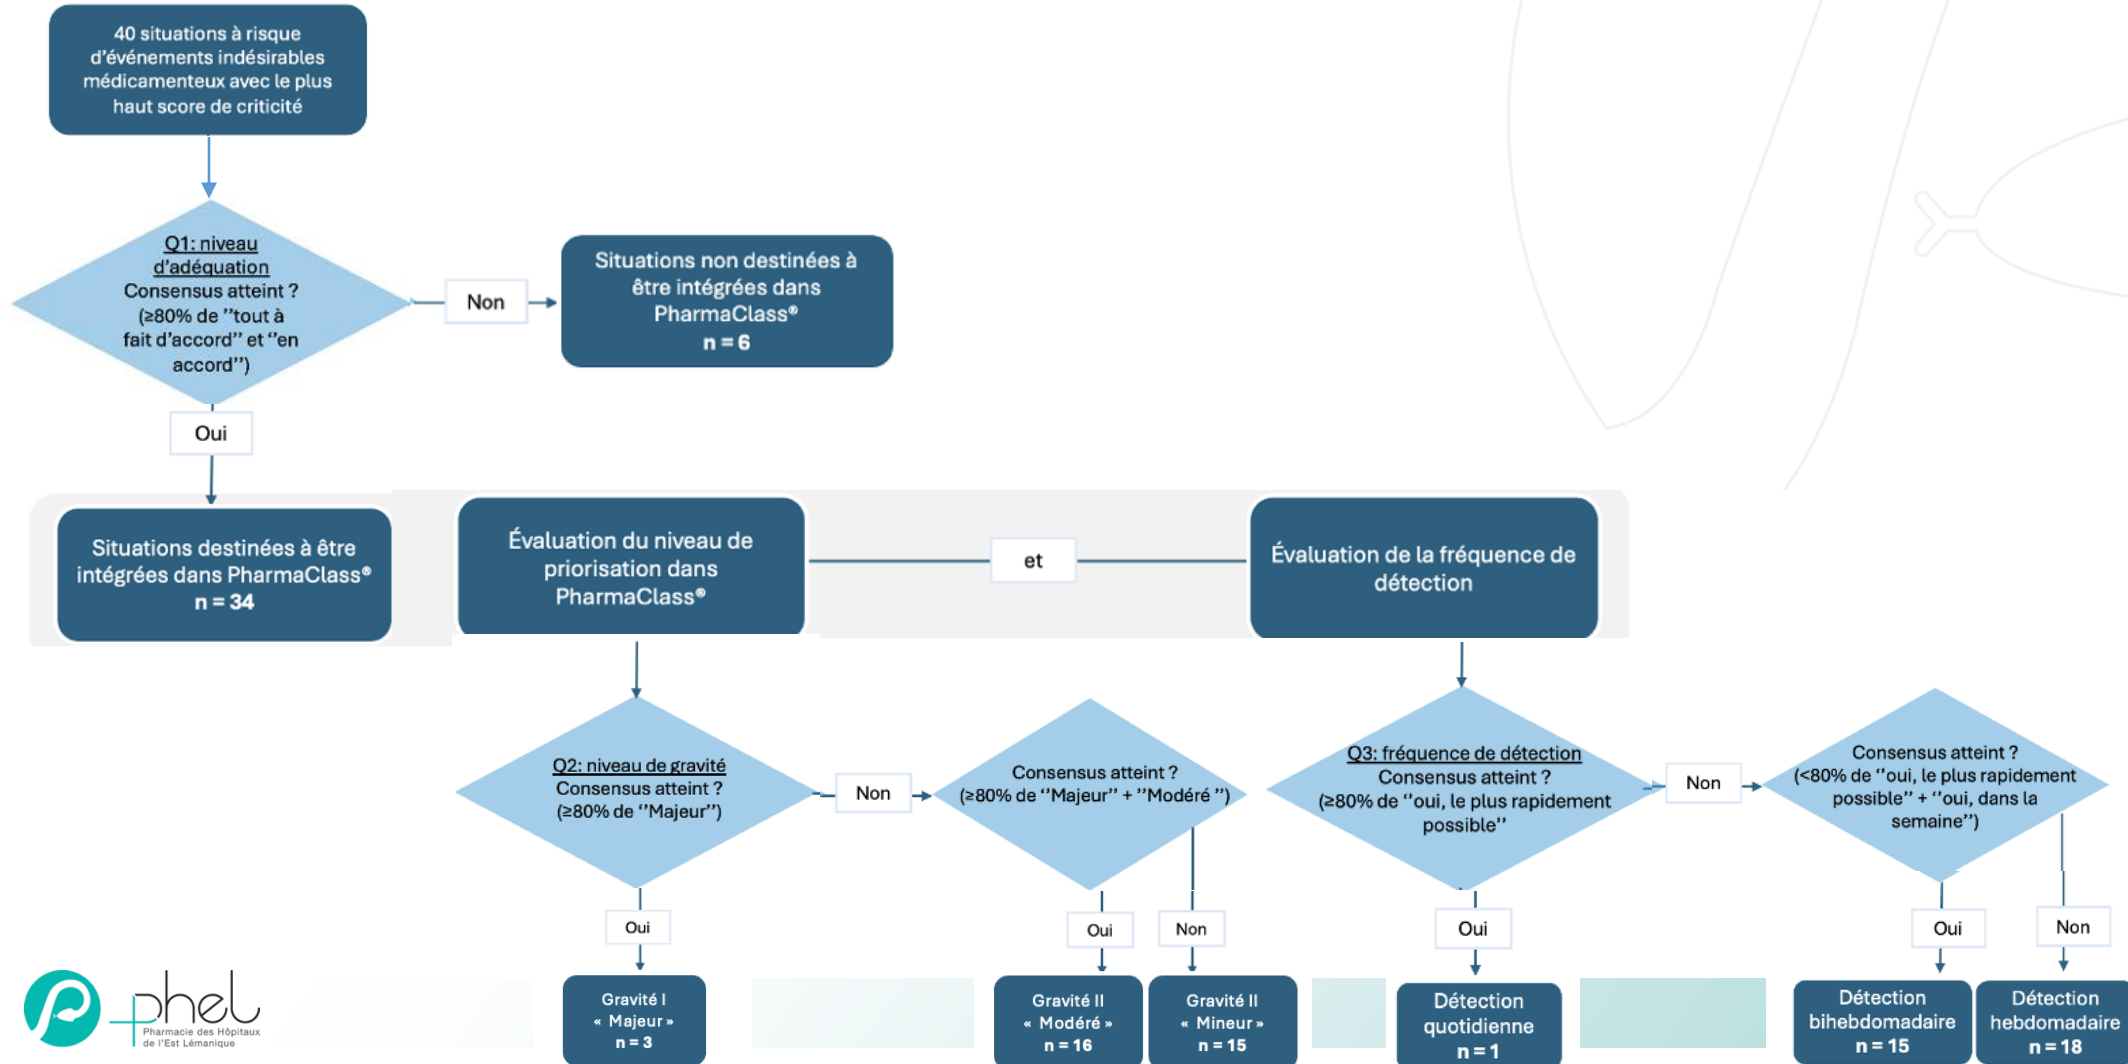 40 situations à risque
d'événements indésirables
médicamenteux avec le plus
haut score de criticité
Q1: niveau
d'adéquation
Consensus atteint ?
(≥80% de ''tout à
fait d'accord'' et ''en
accord'')
Non
Situations non destinées à
être intégrées dans
PharmaClass®
n = 6
Oui
Situations destinées à être
intégrées dans PharmaClass®
n = 34
Évaluation du niveau de
priorisation dans
PharmaClass®
et
Évaluation de la fréquence de
détection
Q2: niveau de gravité
Consensus atteint ?
(≥80% de ''Majeur'')
Non
Consensus atteint ?
(≥80% de ''Majeur'' + ''Modéré '')
Q3: fréquence de détection
Consensus atteint ?
(≥80% de ''oui, le plus rapidement
possible''
Non
Consensus atteint ?
(<80% de ''oui, le plus rapidement
possible'' + ''oui, dans la
semaine'')
Oui
Oui
Non
Oui
Oui
Non
Gravité I
« Majeur »
n = 3
Gravité II
« Modéré »
n = 16
Gravité II
« Mineur »
n = 15
Détection
quotidienne
n = 1
Détection
bihebdomadaire
n = 15
Détection
hebdomadaire
n = 18
phel
Pharmacie des Hôpitaux
de l'Est Lémanique